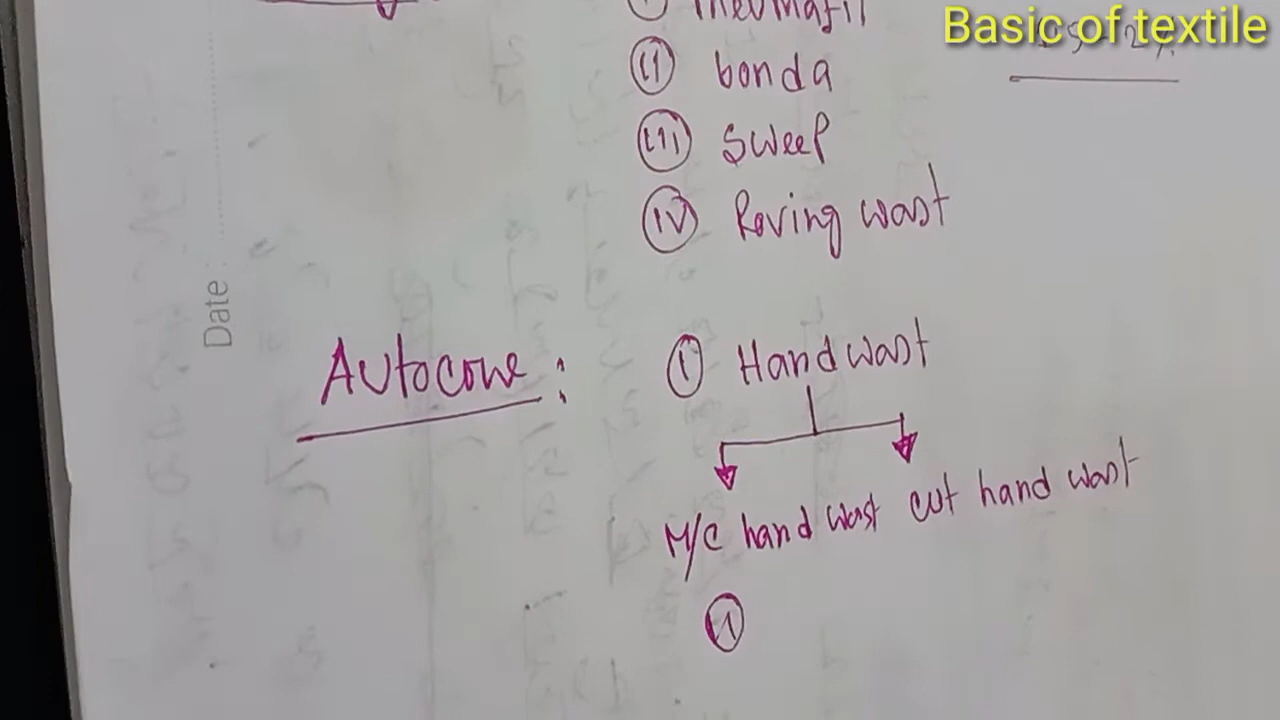 Basic of textile
(ii) bonda
(iii) Sweep
(iv) Roving wast
Date
Autocone : (i) Hand wast
M/C hand wast cut hand wast
(1)